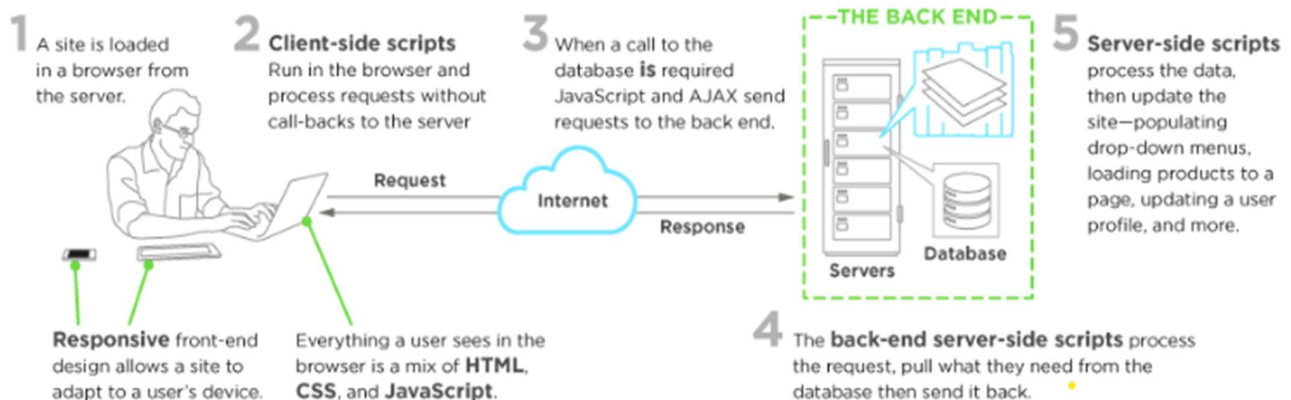 1
A site is loaded
in a browser from
the server.
2
Client-side scripts
Run in the browser and
process requests without
call-backs to the server
3
When a call to the
database is required
JavaScript and AJAX send
requests to the back end.
THE BACK END
Request
Internet
Response
Servers
Database
5
Server-side scripts
process the data,
then update the
site—populating
drop-down menus,
loading products to a
page, updating a user
profile, and more.
Responsive front-end
design allows a site to
adapt to a user's device.
Everything a user sees in the
browser is a mix of HTML,
CSS, and JavaScript.
4
The back-end server-side scripts process
the request, pull what they need from the
database then send it back.